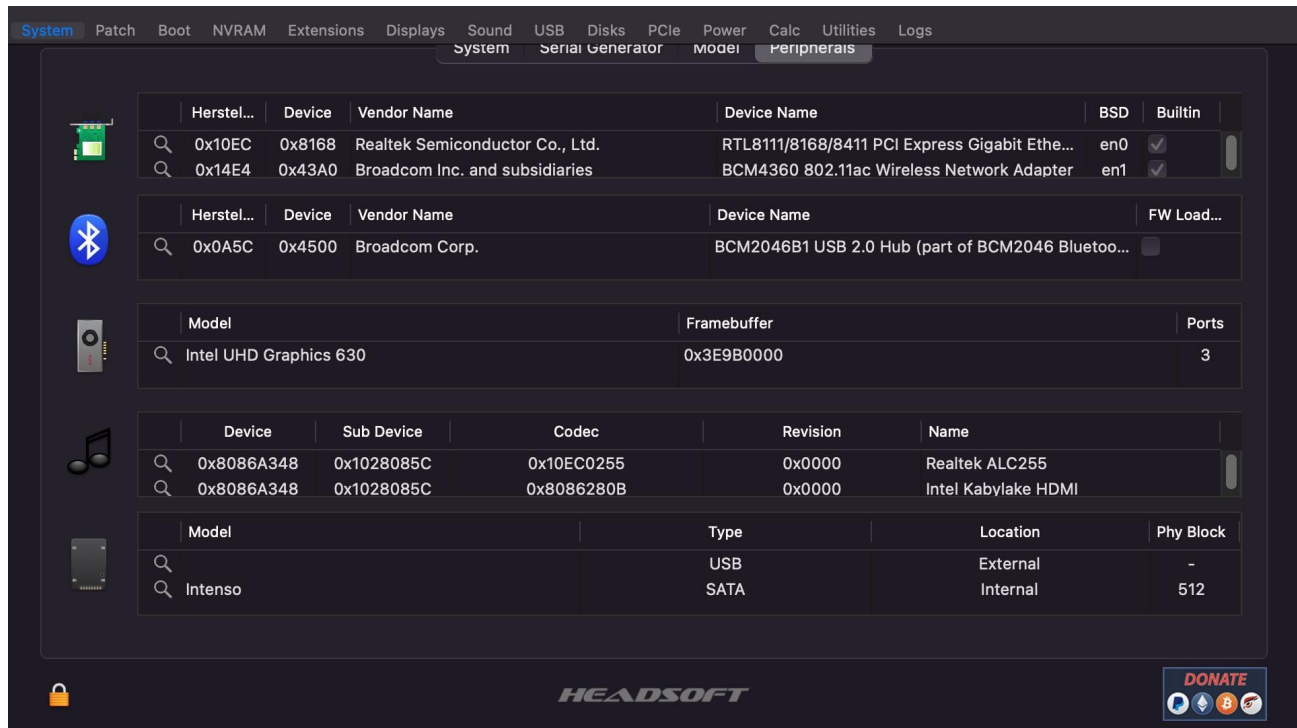 System Patch Boot NVRAM Extensions Displays Sound USB Disks PCIe Power Calc Utilities Logs
System Serial Generator Model Peripherals
Herstel... Device Vendor Name Device Name BSD Builtin
0x10EC 0x8168 Realtek Semiconductor Co., Ltd. RTL8111/8168/8411 PCI Express Gigabit Ethe... en0
0x14E4 0x43A0 Broadcom Inc. and subsidiaries BCM4360 802.11ac Wireless Network Adapter en1
Herstel... Device Vendor Name Device Name FW Load...
0x0A5C 0x4500 Broadcom Corp. BCM2046B1 USB 2.0 Hub (part of BCM2046 Bluetoo...
Model Framebuffer Ports
Intel UHD Graphics 630 0x3E9B0000 3
Device Sub Device Codec Revision Name
0x8086A348 0x1028085C 0x10EC0255 0x0000 Realtek ALC255
0x8086A348 0x1028085C 0x8086280B 0x0000 Intel Kabylake HDMI
Model Type Location Phy Block
USB External -
Intenso SATA Internal 512
HEADSOFT
DONATE